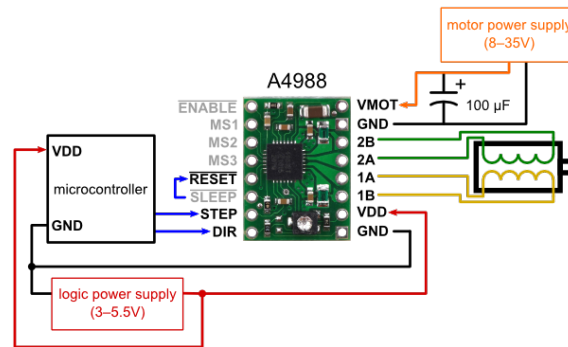 motor power supply
(8–35V)
A4988
+
100 µF
ENABLE
MS1
MS2
MS3
RESET
SLEEP
STEP
DIR
VMOT
GND
2B
2A
1A
1B
VDD
GND
VDD
microcontroller
GND
logic power supply
(3–5.5V)